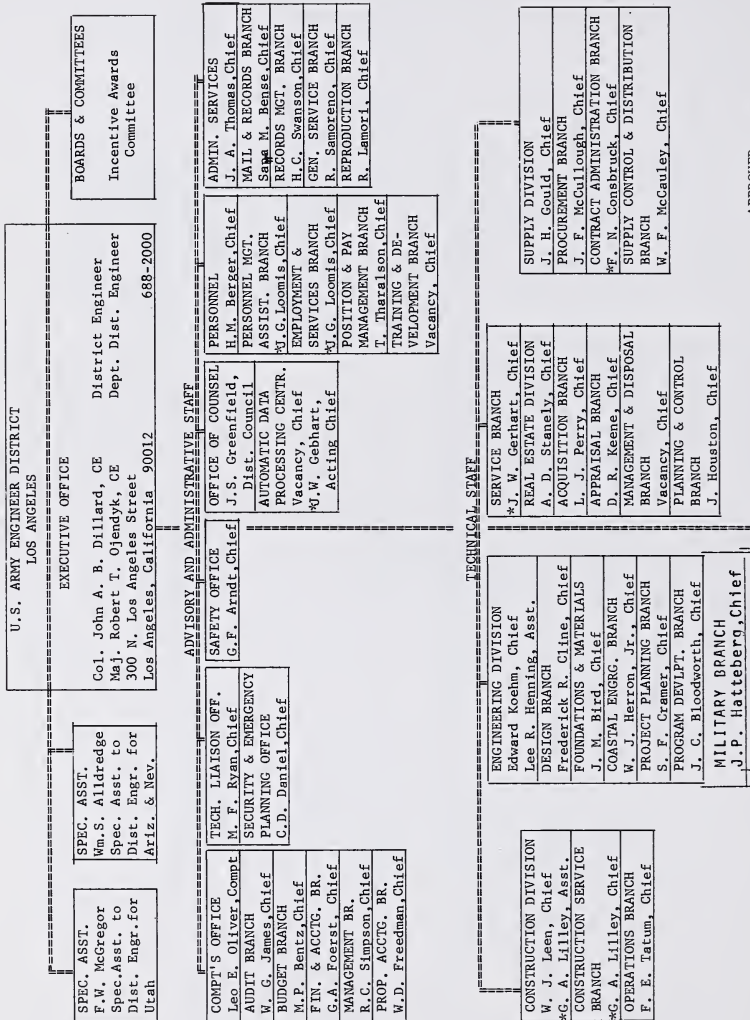 U.S. ARMY ENGINEER DISTRICT
LOS ANGELES
EXECUTIVE OFFICE
Col. John A. B. Dillard, CE District Engineer
Maj. Robert T. Ojendyk, CE Dept. Dist. Engineer
300 N. Los Angeles Street
Los Angeles, California 90012 688-2000
SPEC. ASST.
F.W. McGregor
Spec.Asst. to
Dist. Engr.for
Utah
SPEC. ASST.
Wm.S. Alldredge
Spec. Asst. to
Dist. Engr. for
Ariz. & Nev.
BOARDS & COMMITTEES
Incentive Awards
Committee
ADVISORY AND ADMINISTRATIVE STAFF
COMPT'S OFFICE
Leo E. Oliver,Compt
AUDIT BRANCH
W. G. James,Chief
BUDGET BRANCH
M.P. Bentz,Chief
FIN. & ACCTG. BR.
G.A. Foerst, Chief
MANAGEMENT BR.
R.C. Simpson,Chief
PROP. ACCTG. BR.
W.D. Freedman,Chief
TECH. LIAISON OFF.
M. F. Ryan,Chief
SECURITY & EMERGENCY
PLANNING OFFICE
C.D. Daniel,Chief
SAFETY OFFICE
G.F. Arndt,Chief
OFFICE OF COUNSEL
J.S. Greenfield,
Dist. Council
AUTOMATIC DATA
PROCESSING CENTR.
Vacancy, Chief
*J.W. Gebhart,
Acting Chief
PERSONNEL
H.M. Berger,Chief
PERSONNEL MGT.
ASSIST. BRANCH
*J.G.Loomis,Chief
EMPLOYMENT &
SERVICES BRANCH
*J.G. Loomis,Chief
POSITION & PAY
MANAGEMENT BRANCH
T. Tharalson,Chief
TRAINING & DE-
VELOPMENT BRANCH
Vacancy, Chief
ADMIN. SERVICES
J. A. Thomas,Chief
MAIL & RECORDS BRANCH
M. Bense,Chief
RECORDS MGT. BRANCH
H.C. Swanson,Chief
GEN. SERVICE BRANCH
R. Samoreno, Chief
REPRODUCTION BRANCH
R. Lamori, Chief
TECHNICAL STAFF
CONSTRUCTION DIVISION
W. J. Leen, Chief
*G. A. Lilley, Asst.
CONSTRUCTION SERVICE
BRANCH
*G. A. Lilley, Chief
OPERATIONS BRANCH
F. E. Tatum, Chief
ENGINEERING DIVISION
Edward Koehm, Chief
Lee R. Henning, Asst.
DESIGN BRANCH
Frederick R. Cline, Chief
FOUNDATIONS & MATERIALS
J. M. Bird, Chief
COASTAL ENGRG. BRANCH
W. J. Herron, Jr., Chief
PROJECT PLANNING BRANCH
S. F. Cramer, Chief
PROGRAM DEVLPT. BRANCH
J. C. Bloodworth, Chief
MILITARY BRANCH
J.P. Hatteberg,Chief
SERVICE BRANCH
*J. W. Gerhart, Chief
REAL ESTATE DIVISION
A. D. Stanely, Chief
ACQUISITION BRANCH
L. J. Perry, Chief
APPRAISAL BRANCH
D. R. Keene, Chief
MANAGEMENT & DISPOSAL
BRANCH
Vacancy, Chief
PLANNING & CONTROL
BRANCH
J. Houston, Chief
SUPPLY DIVISION
J. H. Gould, Chief
PROCUREMENT BRANCH
J. F. McCullough, Chief
CONTRACT ADMINISTRATION BRANCH
*F. N. Consbruck, Chief
SUPPLY CONTROL & DISTRIBUTION
BRANCH
W. F. McCauley, Chief